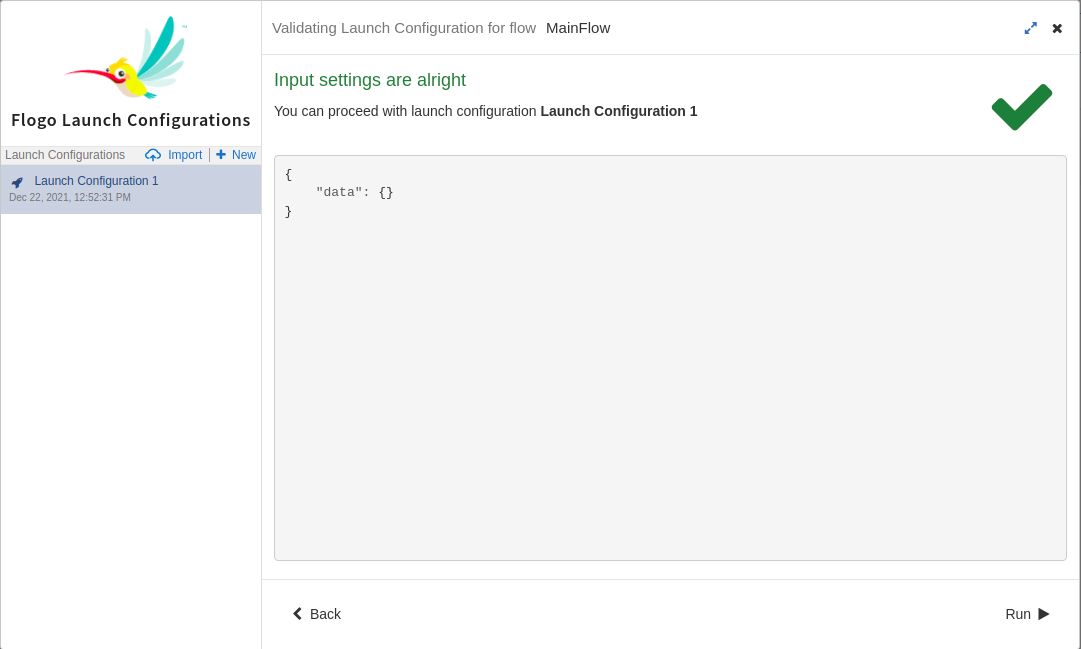 ™
Flogo Launch Configurations
Launch Configurations Import New
Launch Configuration 1
Dec 22, 2021, 12:52:31 PM
Validating Launch Configuration for flow MainFlow
Input settings are alright
You can proceed with launch configuration Launch Configuration 1
{
    "data": {}
}
Back
Run